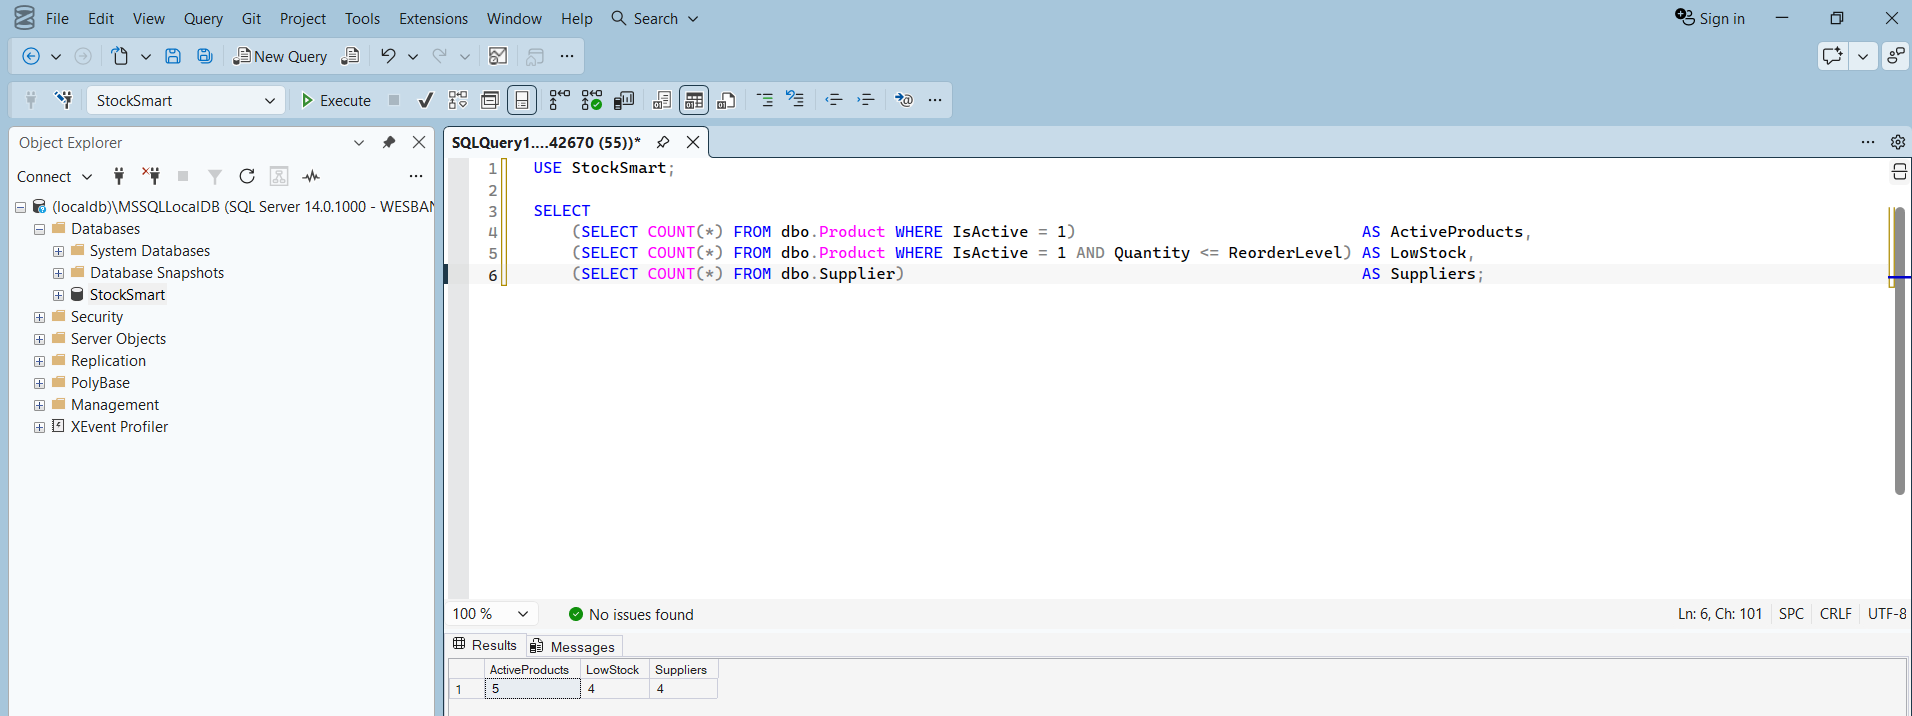 File Edit View Query Git Project Tools Extensions Window Help Search Sign in
New Query
StockSmart Execute
Object Explorer
Connect
(localdb)\MSSQLLocalDB (SQL Server 14.0.1000 - WESBAN
Databases
System Databases
Database Snapshots
StockSmart
Security
Server Objects
Replication
PolyBase
Management
XEvent Profiler
SQLQuery1....42670 (55))*
1 USE StockSmart;
2
3 SELECT
4 (SELECT COUNT(*) FROM dbo.Product WHERE IsActive = 1) AS ActiveProducts,
5 (SELECT COUNT(*) FROM dbo.Product WHERE IsActive = 1 AND Quantity <= ReorderLevel) AS LowStock,
6 (SELECT COUNT(*) FROM dbo.Supplier) AS Suppliers;
100 % No issues found Ln: 6, Ch: 101 SPC CRLF UTF-8
Results Messages
ActiveProducts LowStock Suppliers
1 5 4 4